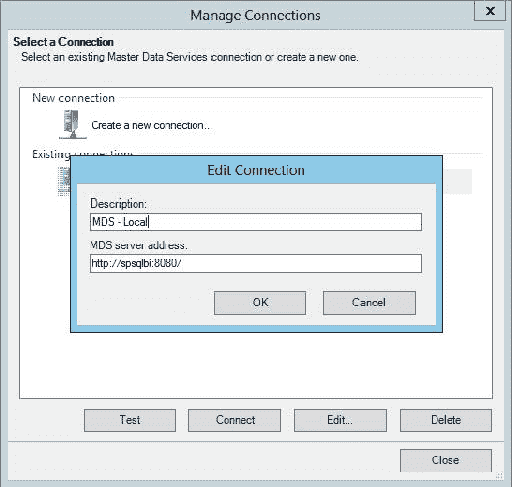 Manage Connections
X
Select a Connection
Select an existing Master Data Services connection or create a new one.
New connection
Create a new connection...
Existing connections
Edit Connection
Description:
MDS - Local
MDS server address:
http://spsqlbi:8080/
OK
Cancel
Test
Connect
Edit...
Delete
Close